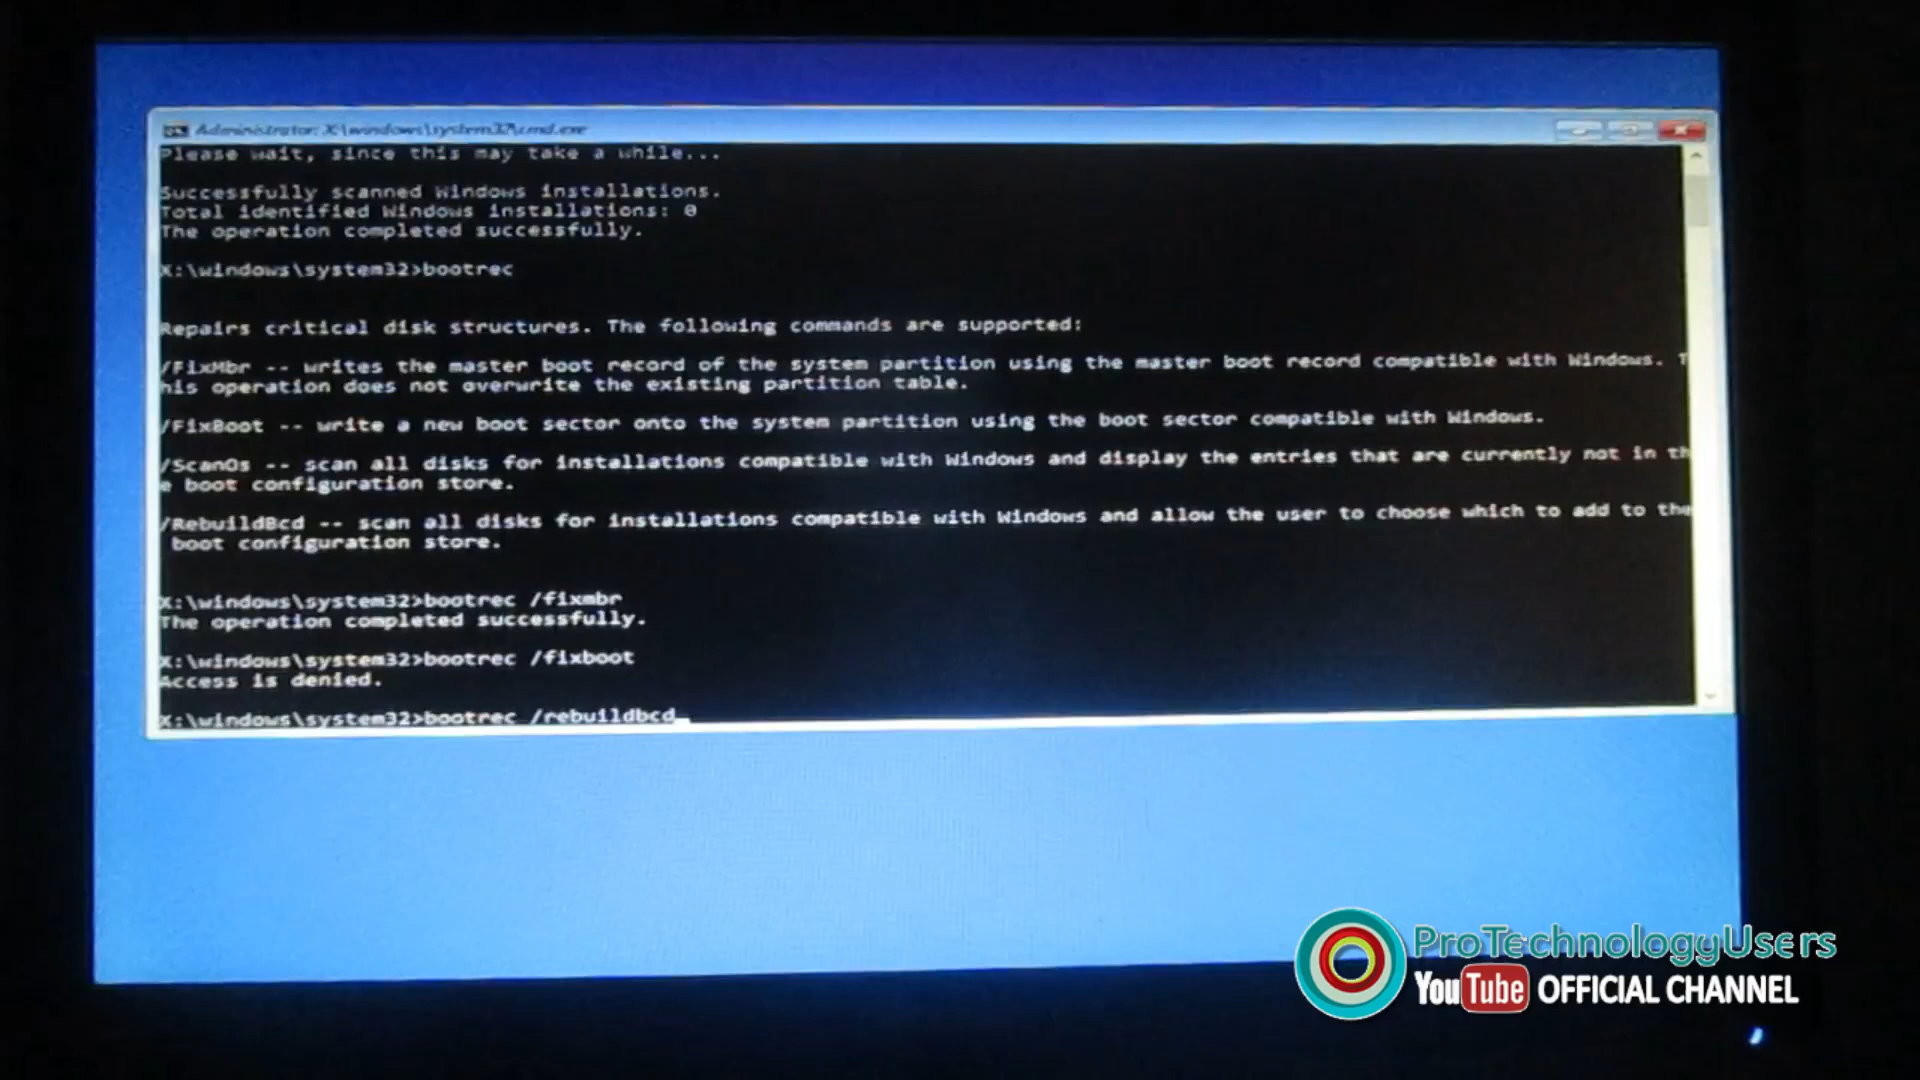 Administrator: X:\windows\system32\cmd.exe
Please wait, since this may take a while...
Successfully scanned Windows installations.
Total identified Windows installations: 0
The operation completed successfully.
X:\windows\system32>bootrec
Repairs critical disk structures. The following commands are supported:
/FixMbr -- writes the master boot record of the system partition using the master boot record compatible with Windows. T
his operation does not overwrite the existing partition table.
/FixBoot -- write a new boot sector onto the system partition using the boot sector compatible with Windows.
/ScanOs -- scan all disks for installations compatible with Windows and display the entries that are currently not in th
e boot configuration store.
/RebuildBcd -- scan all disks for installations compatible with Windows and allow the user to choose which to add to the
boot configuration store.
X:\windows\system32>bootrec /fixmbr
The operation completed successfully.
X:\windows\system32>bootrec /fixboot
Access is denied.
X:\windows\system32>bootrec /rebuildbcd_
ProTechnologyUsers
YouTube OFFICIAL CHANNEL